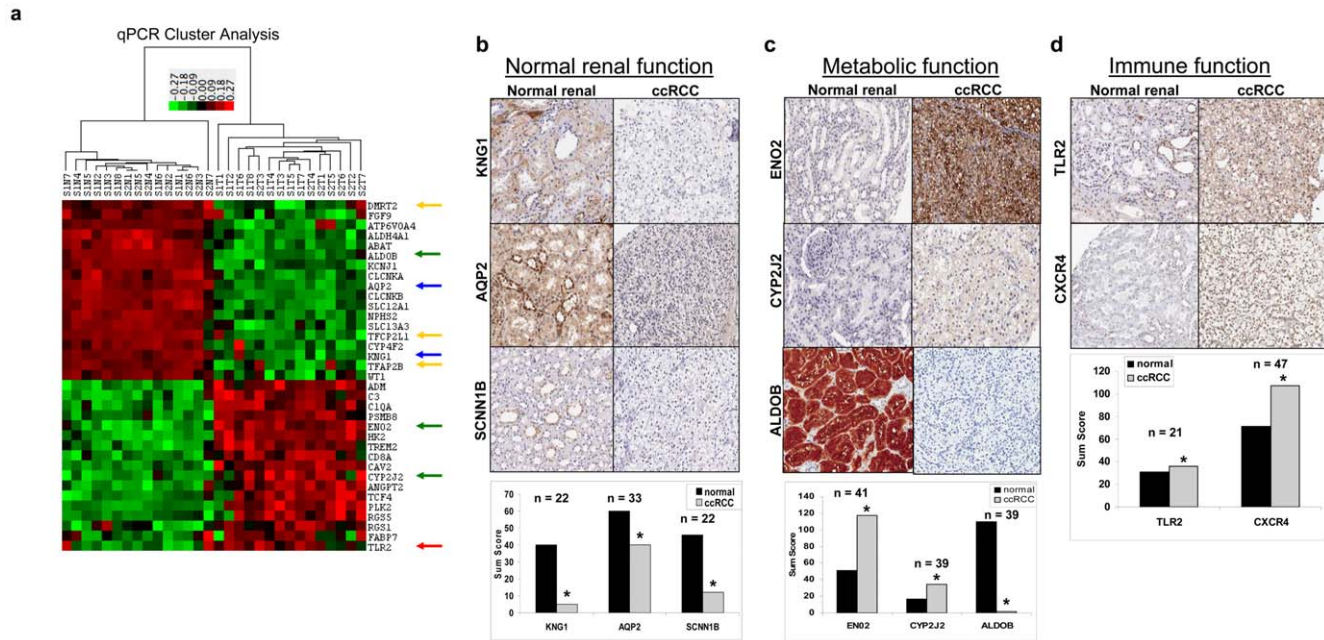 a
qPCR Cluster Analysis
-0.27
-0.18
-0.09
0.00
0.09
0.18
0.27
S1N7
S1N4
S1N5
S1N2
S1N3
S1N8
S2N1
S2N5
S2N4
S1N6
S2N2
S1N1
S2N6
S2N3
S2N7
S1T1
S1T2
S1T6
S1T8
S2T3
S1T4
S1T3
S1T5
S1T7
S2T4
S2T1
S2T5
S2T6
S2T2
S2T7
DMRT2
FGF9
ATP6V0A4
ALDH4A1
ABAT
ALDOB
KCNJ1
CLCNKA
AQP2
CLCNKB
SLC12A1
NPHS2
SLC13A3
TFCP2L1
CYP4F2
KNG1
TFAP2B
WT1
ADM
C3
C1QA
PSMB8
ENO2
HK2
TREM2
CD8A
CAV2
CYP2J2
ANGPT2
TCF4
PLK2
RGS5
RGS1
FABP7
TLR2
b
Normal renal function
Normal renal ccRCC
KNG1
AQP2
SCNN1B
70
60
50
40
30
20
10
0
Sum Score
n = 22
n = 33
n = 22
normal
ccRCC
*
*
*
KNG1 AQP2 SCNN1B
c
Metabolic function
Normal renal ccRCC
ENO2
CYP2J2
ALDOB
140
120
100
80
60
40
20
0
Sum Score
n = 41
n = 39
n = 39
normal
ccRCC
*
*
*
EN02 CYP2J2 ALDOB
d
Immune function
Normal renal ccRCC
TLR2
CXCR4
120
100
80
60
40
20
0
Sum Score
normal
ccRCC
n = 21
n = 47
*
*
TLR2 CXCR4